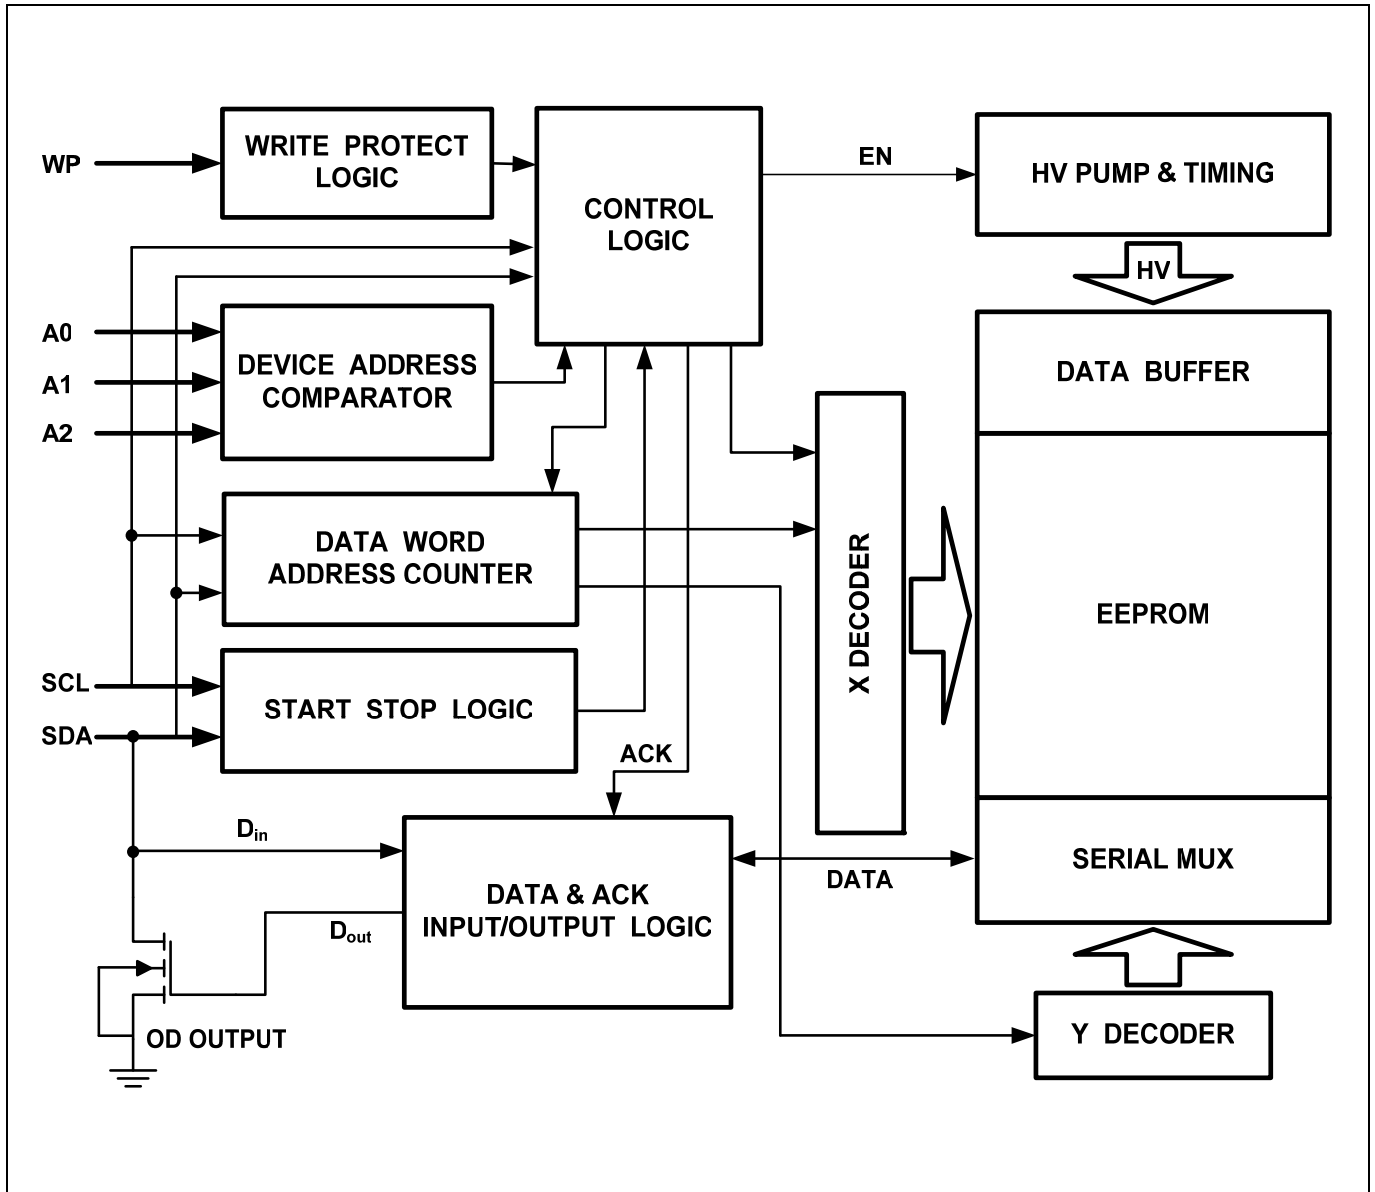 WP
WRITE PROTECT
LOGIC
CONTROL
LOGIC
EN
HV PUMP & TIMING
HV
A0
A1
A2
DEVICE ADDRESS
COMPARATOR
DATA BUFFER
DATA WORD
ADDRESS COUNTER
X DECODER
EEPROM
SCL
SDA
START STOP LOGIC
ACK
Din
DATA & ACK
INPUT/OUTPUT LOGIC
Dout
DATA
SERIAL MUX
OD OUTPUT
Y DECODER